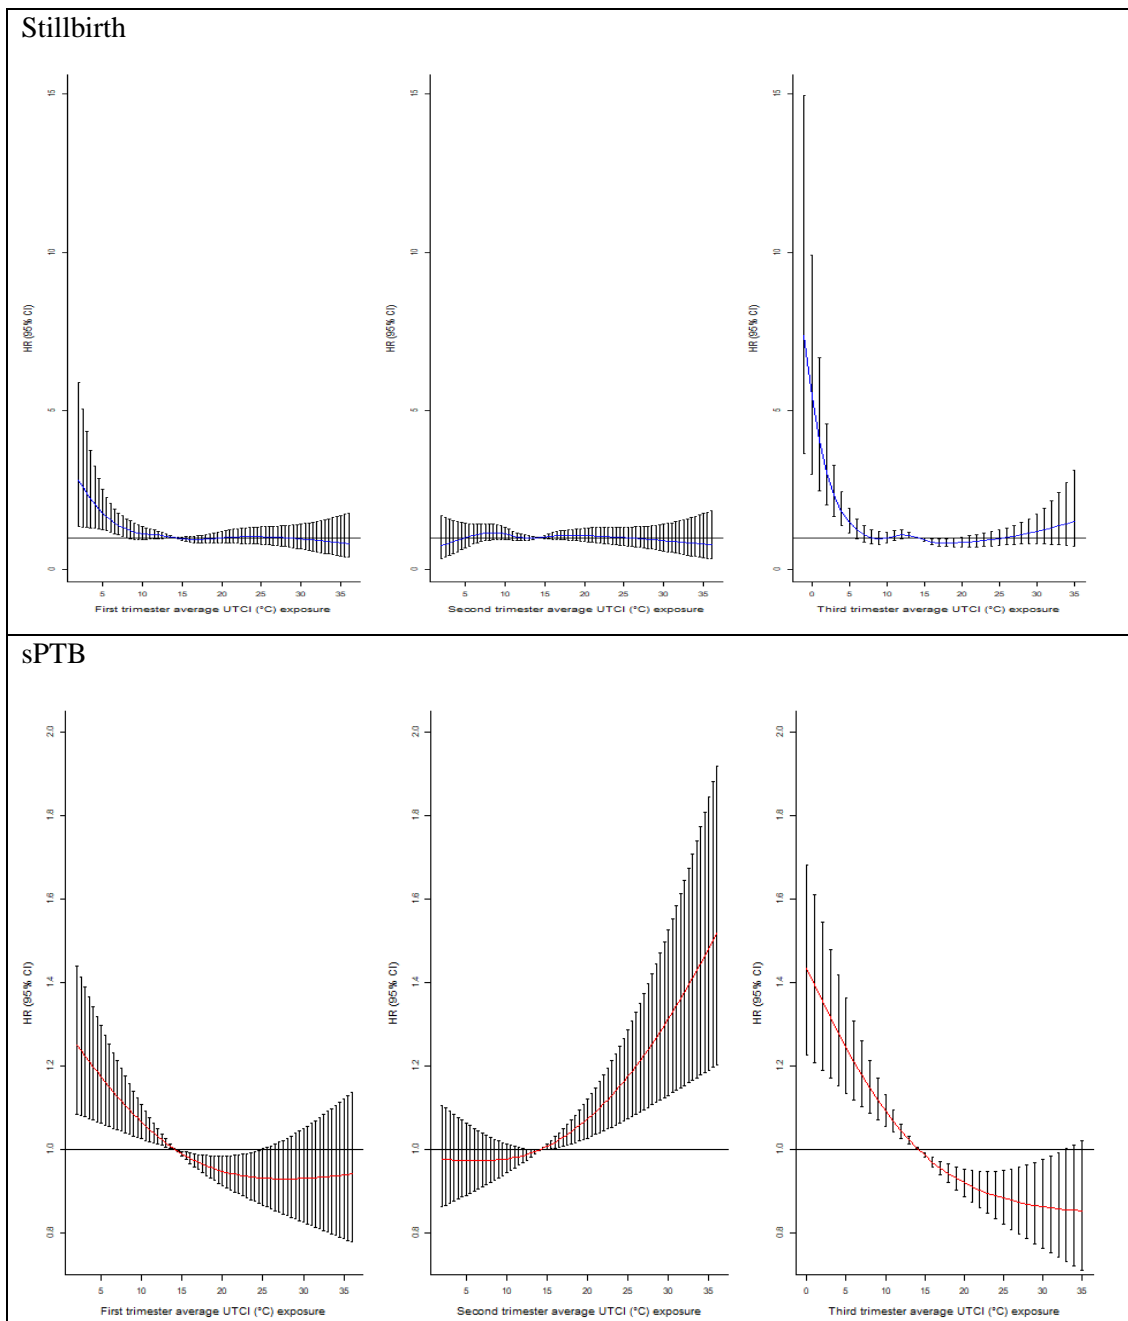 Stillbirth
15
10
5
0
HR (95% CI)
5 10 15 20 25 30 35
First trimester average UTCI (°C) exposure
15
10
5
0
HR (95% CI)
5 10 15 20 25 30 35
Second trimester average UTCI (°C) exposure
15
10
5
0
HR (95% CI)
0 5 10 15 20 25 30 35
Third trimester average UTCI (°C) exposure
sPTB
2.0
1.8
1.6
1.4
1.2
1.0
0.8
HR (95% CI)
5 10 15 20 25 30 35
First trimester average UTCI (°C) exposure
2.0
1.8
1.6
1.4
1.2
1.0
0.8
HR (95% CI)
5 10 15 20 25 30 35
Second trimester average UTCI (°C) exposure
2.0
1.8
1.6
1.4
1.2
1.0
0.8
HR (95% CI)
0 5 10 15 20 25 30 35
Third trimester average UTCI (°C) exposure